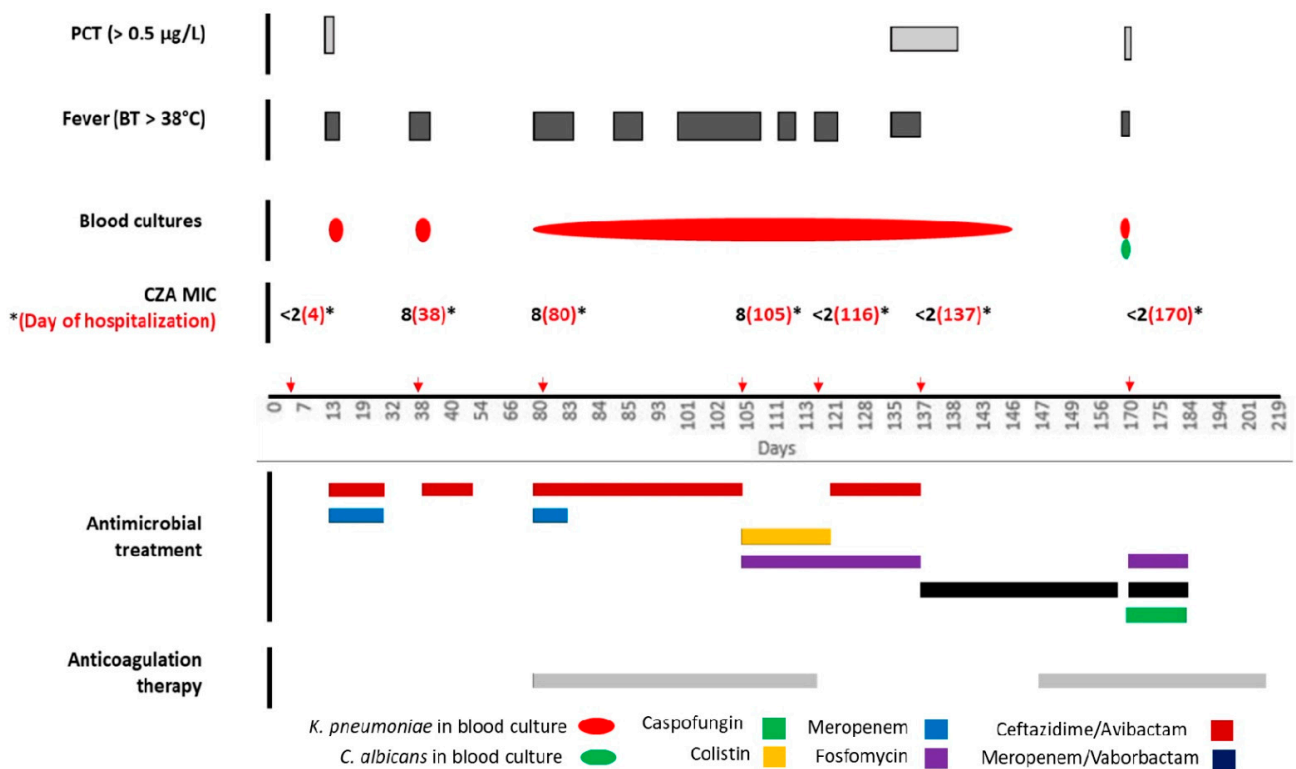 PCT (> 0.5 µg/L)
Fever (BT > 38°C)
Blood cultures
CZA MIC
*(Day of hospitalization)
<2(4)* 8(38)* 8(80)* 8(105)* <2(116)* <2(137)* <2(170)*
0 7 13 19 32 38 40 54 66 80 83 84 85 93 101 102 105 111 113 116 128 135 137 138 143 146 147 149 156 170 175 184 194 201 219
Days
Antimicrobial
treatment
Anticoagulation
therapy
K. pneumoniae in blood culture Caspofungin Meropenem Ceftazidime/Avibactam
C. albicans in blood culture Colistin Fosfomycin Meropenem/Vaborbactam